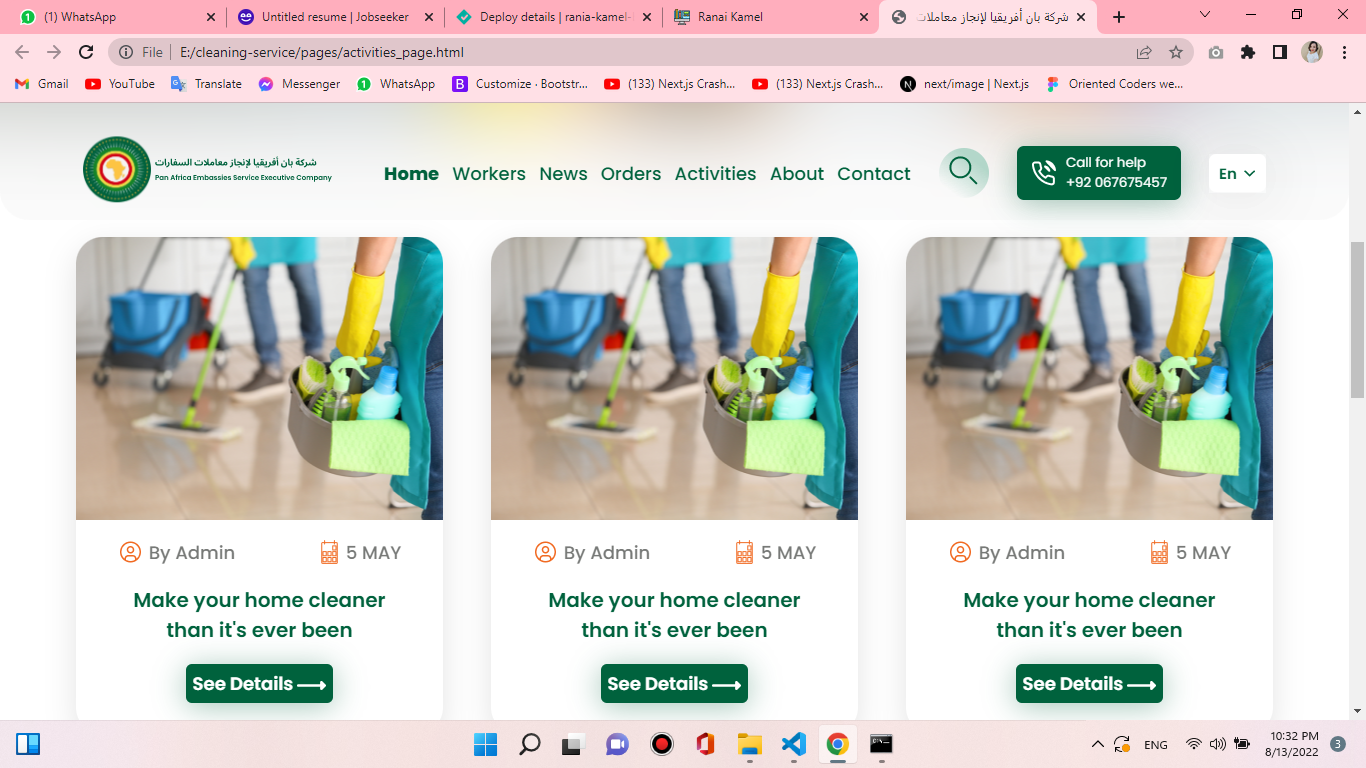 (1) WhatsApp
Untitled resume | Jobseeker
Deploy details | rania-kamel-
Ranai Kamel
شركة بان أفريقيا لإنجاز معاملات
File | E:/cleaning-service/pages/activities_page.html
Gmail YouTube Translate Messenger WhatsApp Customize · Bootstr... (133) Next.js Crash... (133) Next.js Crash... next/image | Next.js Oriented Coders we...
شركة بان أفريقيا لإنجاز معاملات السفارات
Pan Africa Embassies Service Executive Company
Home Workers News Orders Activities About Contact
Call for help
+92 067675457
En
By Admin 5 MAY
Make your home cleaner
than it's ever been
See Details
By Admin 5 MAY
Make your home cleaner
than it's ever been
See Details
By Admin 5 MAY
Make your home cleaner
than it's ever been
See Details
ENG
10:32 PM
8/13/2022
3